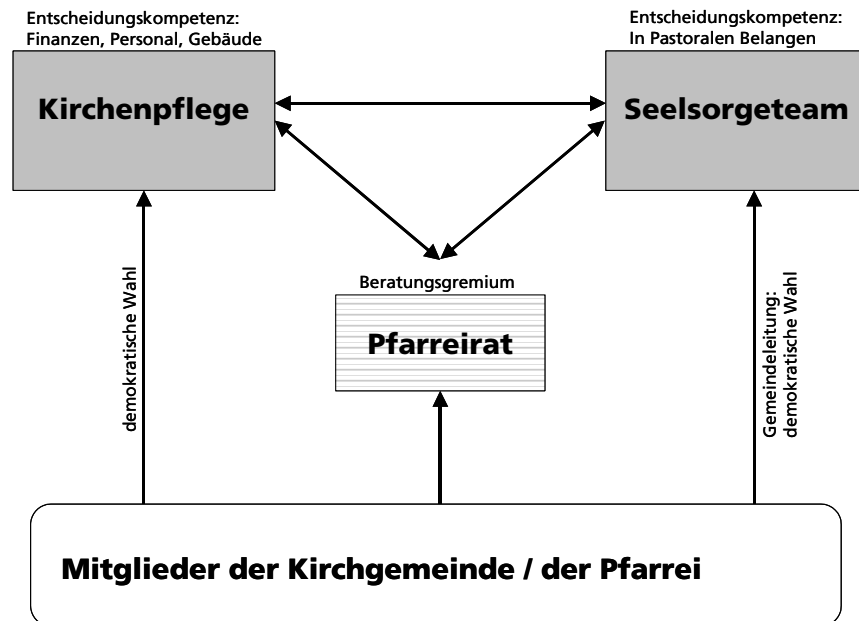 Entscheidungskompetenz:
Finanzen, Personal, Gebäude
Kirchenpflege
Entscheidungskompetenz:
In Pastoralen Belangen
Seelsorgeteam
Beratungsgremium
Pfarreirat
demokratische Wahl
Gemeindeleitung:
demokratische Wahl
Mitglieder der Kirchgemeinde / der Pfarrei